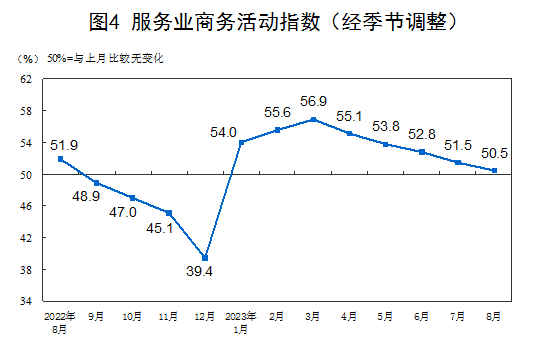 图4 服务业商务活动指数（经季节调整）
（%）50%=与上月比较无变化
62
58
54
50
46
42
38
34
51.9
48.9
47.0
45.1
39.4
54.0
55.6
56.9
55.1
53.8
52.8
51.5
50.5
2022年
8月
9月
10月
11月
12月
2023年
1月
2月
3月
4月
5月
6月
7月
8月